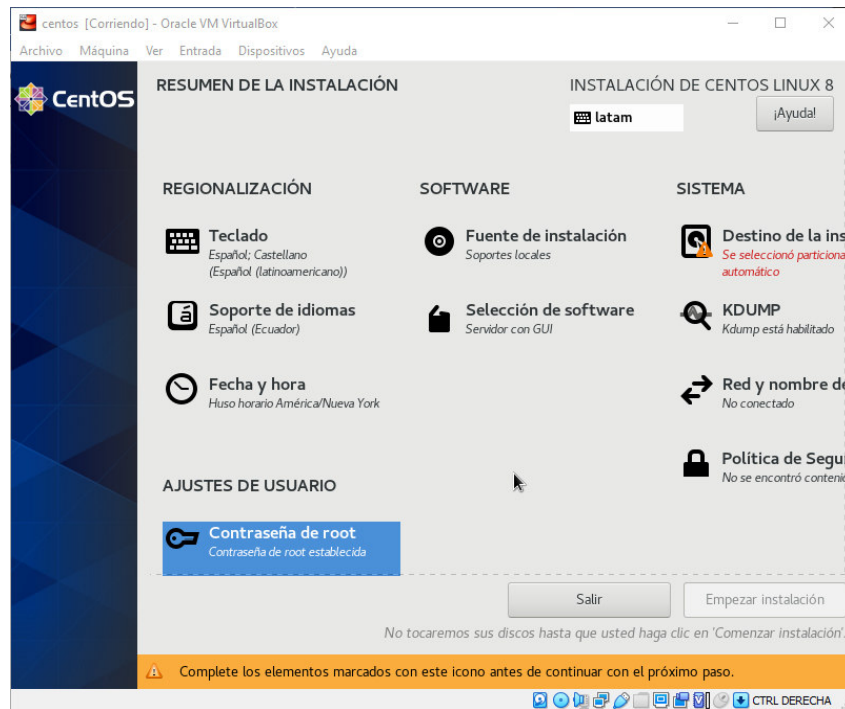 centos [Corriendo] - Oracle VM VirtualBox
Archivo Máquina Ver Entrada Dispositivos Ayuda
CentOS
RESUMEN DE LA INSTALACIÓN
INSTALACIÓN DE CENTOS LINUX 8
latam
¡Ayuda!
REGIONALIZACIÓN
Teclado
Español; Castellano
(Español (latinoamericano))
Soporte de idiomas
Español (Ecuador)
Fecha y hora
Huso horario América/Nueva York
SOFTWARE
Fuente de instalación
Soportes locales
Selección de software
Servidor con GUI
SISTEMA
Destino de la ins
Se seleccionó particiona
automático
KDUMP
Kdump está habilitado
Red y nombre de
No conectado
Política de Segu
No se encontró conteni
AJUSTES DE USUARIO
Contraseña de root
Contraseña de root establecida
Salir
Empezar instalación
No tocaremos sus discos hasta que usted haga clic en 'Comenzar instalación'.
Complete los elementos marcados con este icono antes de continuar con el próximo paso.
CTRL DERECHA